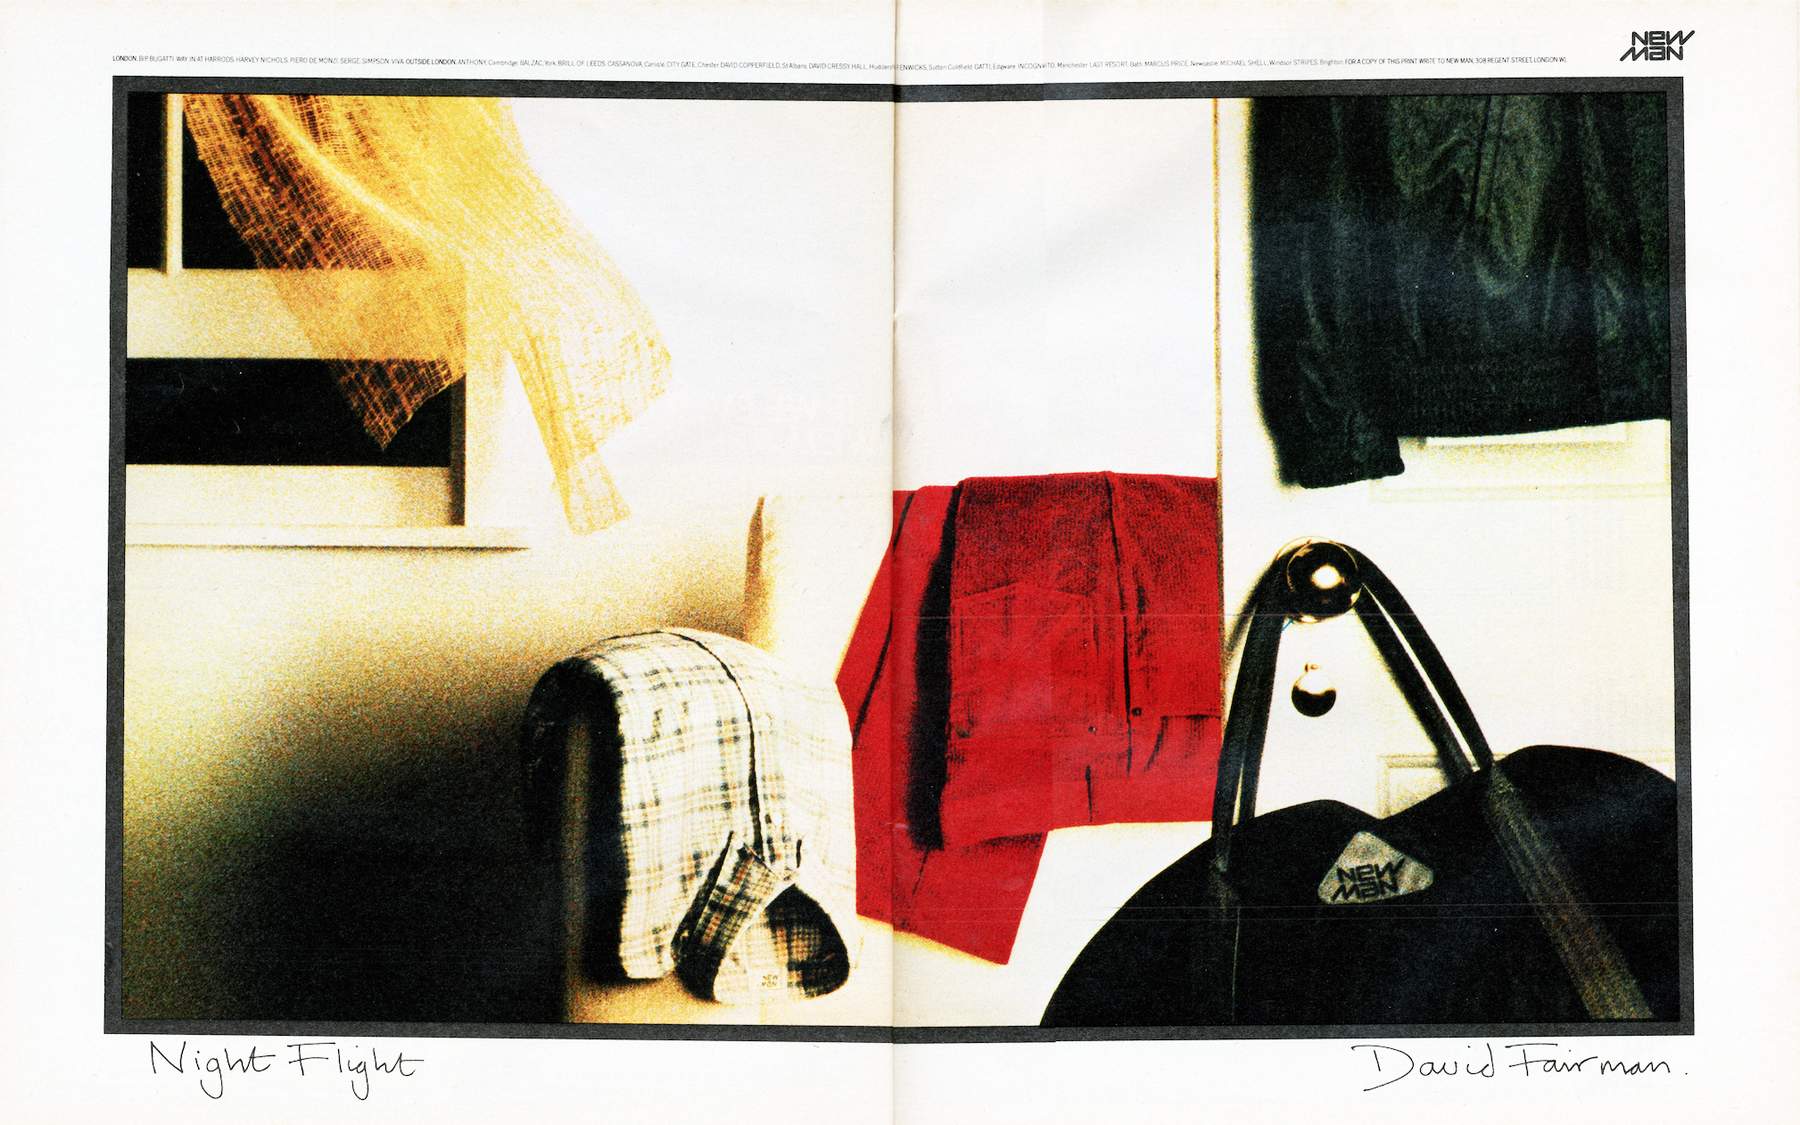 NEW
MAN
LONDON. BIP. BUGATTI. WAY IN AT HARRODS. HARVEY NICHOLS. PIERO DE MONZI. SERGE. SIMPSON. VIVA. OUTSIDE LONDON. ANTHONY, Cambridge. BALZAC, York. BRILL OF LEEDS. CASSANOVA, Carlisle. CITY GATE, Chester. DAVID COPPERFIELD, St Albans. DAVID CRESSY HALL, FENWICKS, Sutton Coldfield. GATTI, Edgware. INCOGNITO, Manchester. LAST RESORT, Bath. MARCUS PRICE, Newcastle. MICHAEL SHELL, Windsor. STRIPES, Brighton. FOR A COPY OF THIS PRINT WRITE TO NEW MAN, 308 REGENT STREET, LONDON W1.
NEW
MAN
NEW
MAN
Night Flight
David Fairman.